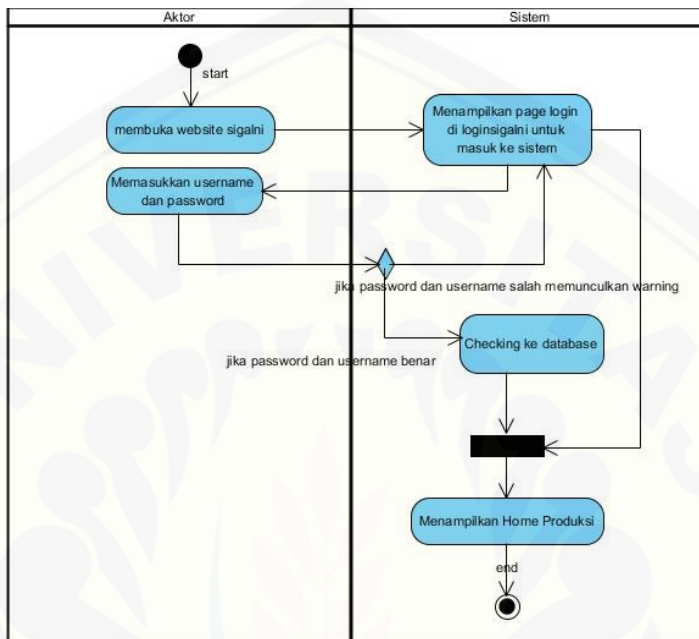 Aktor
Sistem
start
membuka website sigalni
Menampilkan page login
di loginsigalni untuk
masuk ke sistem
Memasukkan username
dan password
jika password dan username salah memunculkan warning
Checking ke database
jika password dan username benar
Menampilkan Home Produksi
end
UNIVERSITAS